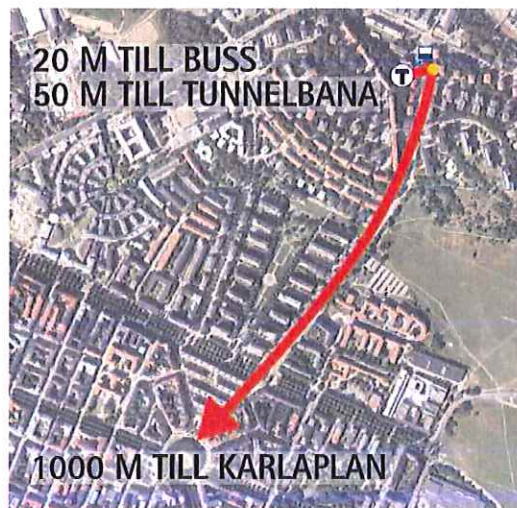 20 M TILL BUSS
50 M TILL TUNNELBANA
T
1000 M TILL KARLAPLAN